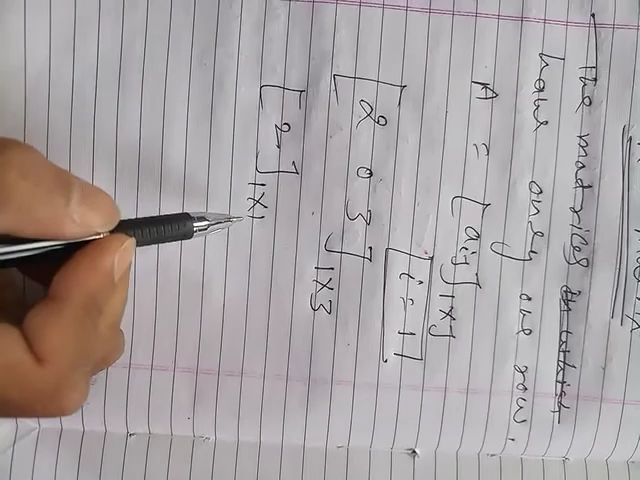 The matrices in which
have only one row.
A = [aij]1×j
[i=1]
[2 0 3]1×3
[2]1×1